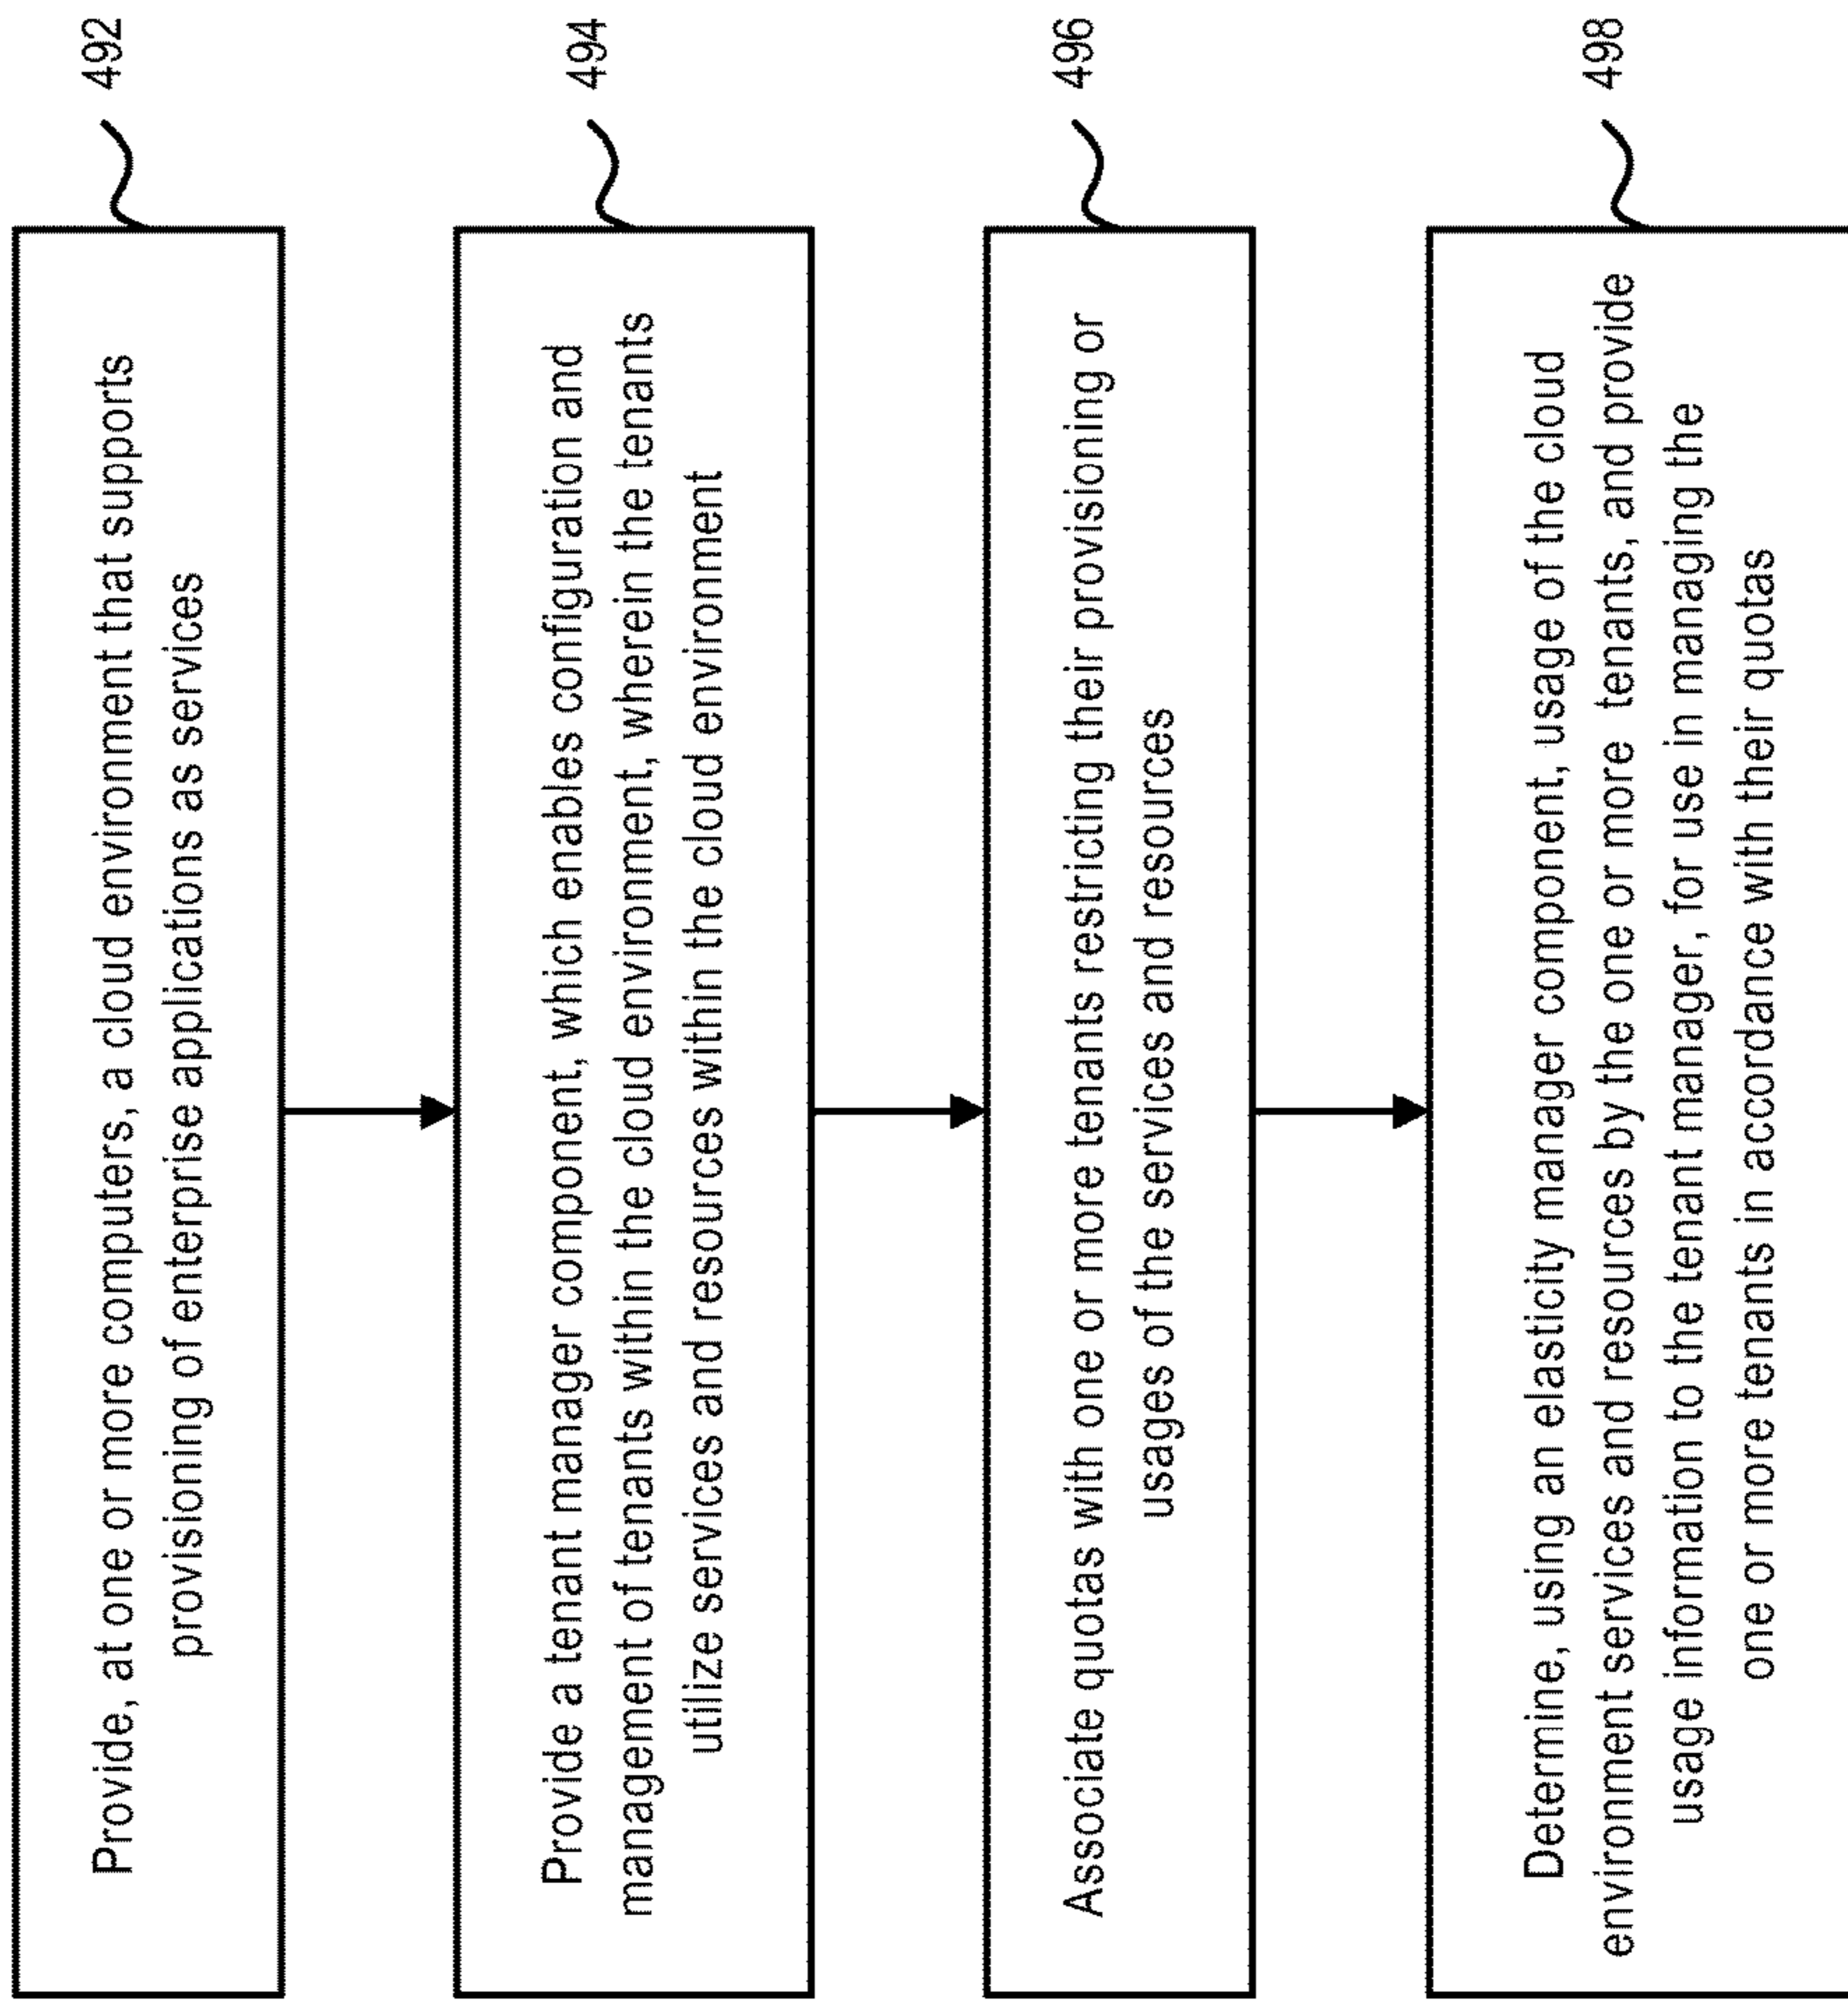 Provide, at one or more computers, a cloud environment that supports
provisioning of enterprise applications as services
492
Provide a tenant manager component, which enables configuration and
management of tenants within the cloud environment, wherein the tenants
utilize services and resources within the cloud environment
494
Associate quotas with one or more tenants restricting their provisioning or
usages of the services and resources
496
Determine, using an elasticity manager component, usage of the cloud
environment services and resources by the one or more tenants, and provide
usage information to the tenant manager, for use in managing the
one or more tenants in accordance with their quotas
498